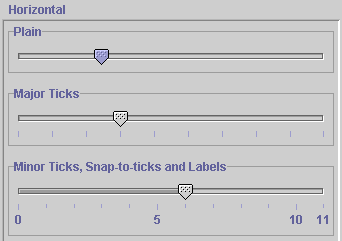 Horizontal
Plain
Major Ticks
Minor Ticks, Snap-to-ticks and Labels
0 5 10 11